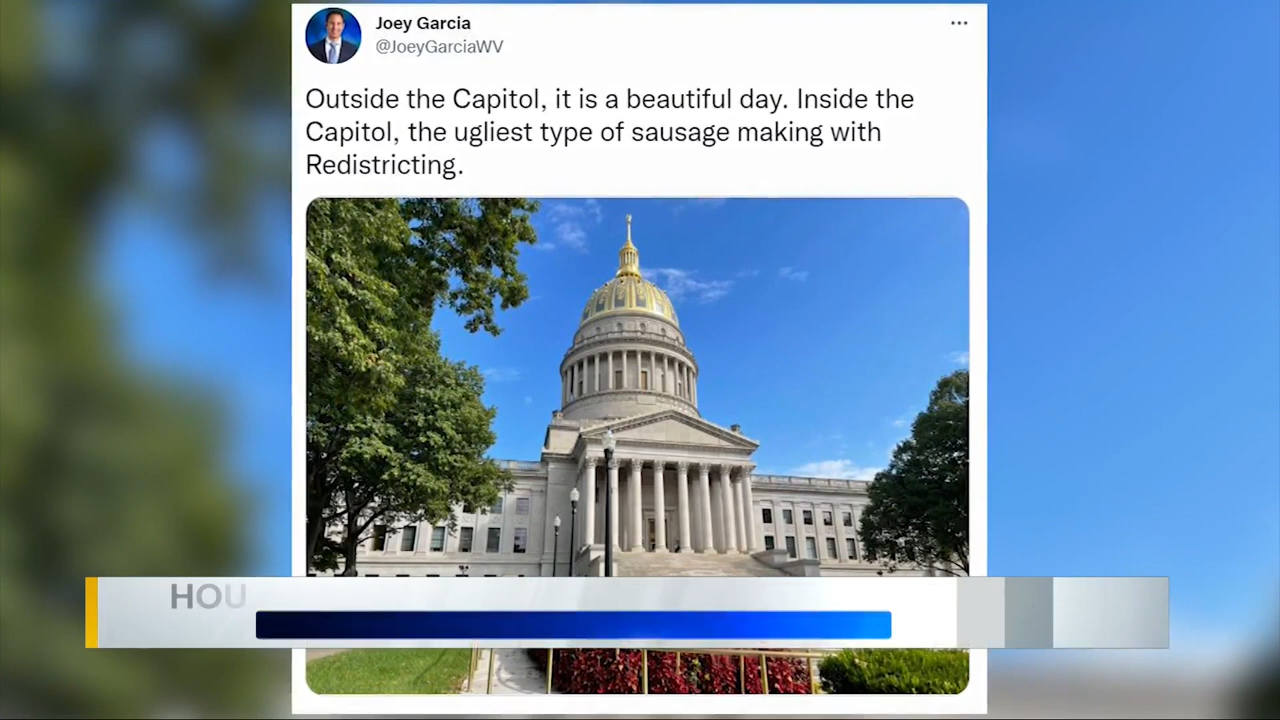 Joey Garcia
@JoeyGarciaWV
Outside the Capitol, it is a beautiful day. Inside the
Capitol, the ugliest type of sausage making with
Redistricting.
HOU